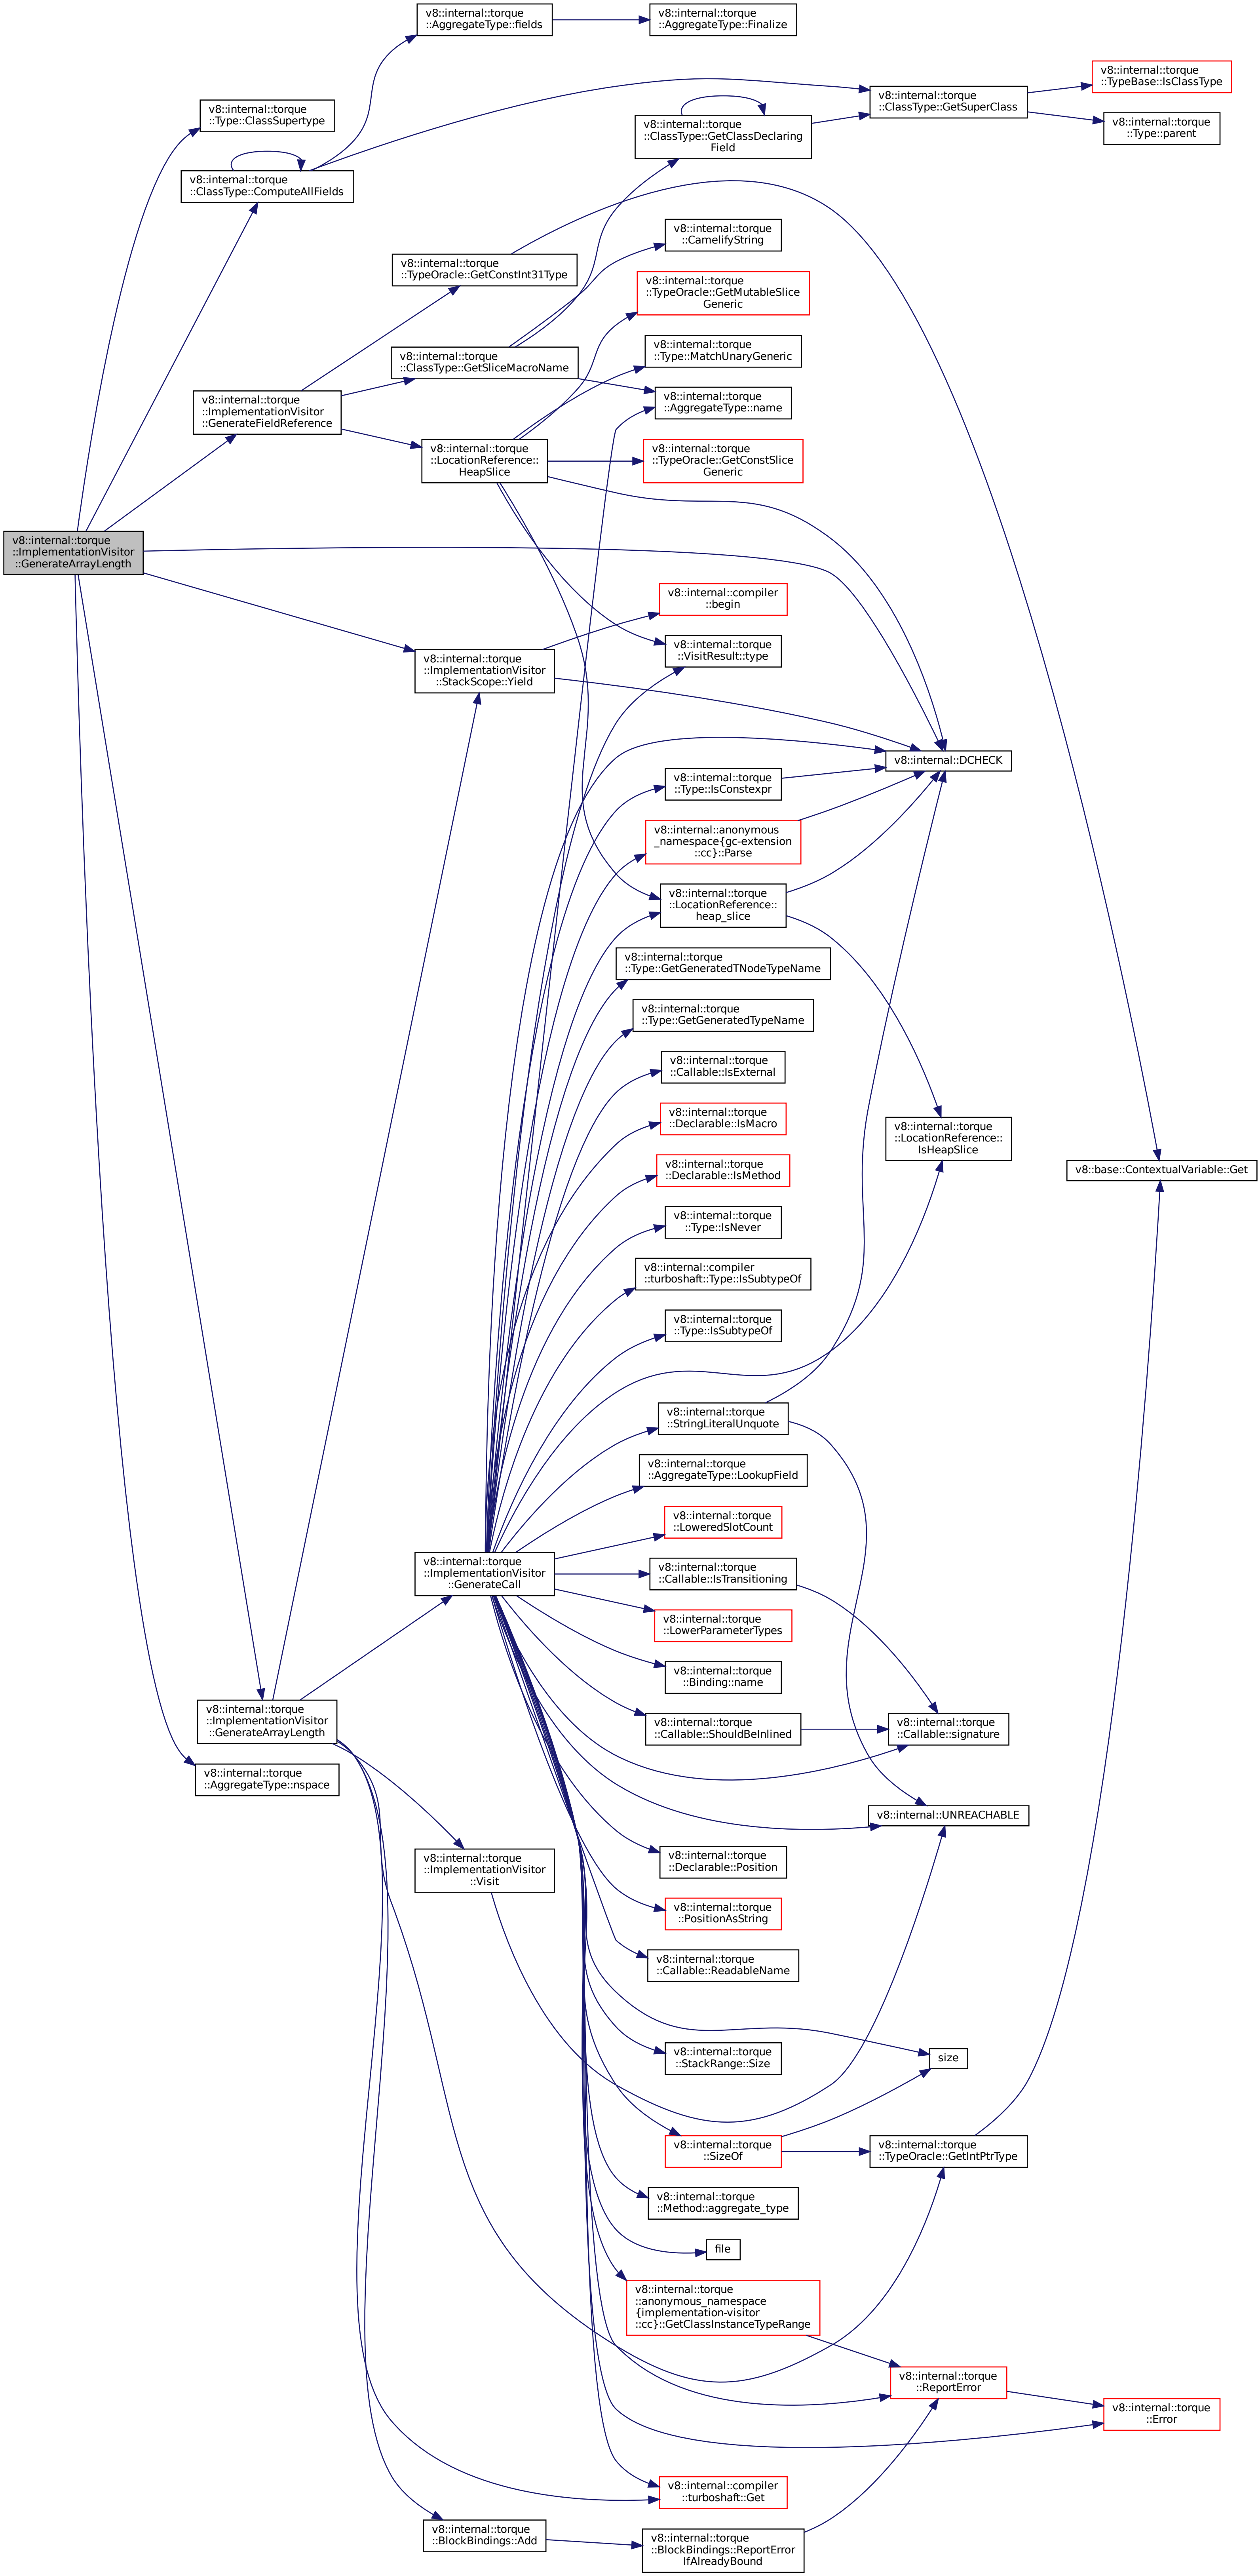 v8::internal::torque
::AggregateType::fields
v8::internal::torque
::AggregateType::Finalize
v8::internal::torque
::TypeBase::IsClassType
v8::internal::torque
::ClassType::GetSuperClass
v8::internal::torque
::Type::ClassSupertype
v8::internal::torque
::ClassType::GetClassDeclaring
Field
v8::internal::torque
::Type::parent
v8::internal::torque
::ClassType::ComputeAllFields
v8::internal::torque
::CamelifyString
v8::internal::torque
::TypeOracle::GetConstInt31Type
v8::internal::torque
::TypeOracle::GetMutableSlice
Generic
v8::internal::torque
::Type::MatchUnaryGeneric
v8::internal::torque
::ClassType::GetSliceMacroName
v8::internal::torque
::AggregateType::name
v8::internal::torque
::ImplementationVisitor
::GenerateFieldReference
v8::internal::torque
::LocationReference::
HeapSlice
v8::internal::torque
::TypeOracle::GetConstSlice
Generic
v8::internal::torque
::ImplementationVisitor
::GenerateArrayLength
v8::internal::compiler
::begin
v8::internal::torque
::VisitResult::type
v8::internal::torque
::ImplementationVisitor
::StackScope::Yield
v8::internal::DCHECK
v8::internal::torque
::Type::IsConstexpr
v8::internal::anonymous
_namespace{gc-extension
::cc}::Parse
v8::internal::torque
::LocationReference::
heap_slice
v8::internal::torque
::Type::GetGeneratedTNodeTypeName
v8::internal::torque
::Type::GetGeneratedTypeName
v8::internal::torque
::Callable::IsExternal
v8::internal::torque
::Declarable::IsMacro
v8::internal::torque
::LocationReference::
IsHeapSlice
v8::internal::torque
::Declarable::IsMethod
v8::base::ContextualVariable::Get
v8::internal::torque
::Type::IsNever
v8::internal::compiler
::turboshaft::Type::IsSubtypeOf
v8::internal::torque
::Type::IsSubtypeOf
v8::internal::torque
::StringLiteralUnquote
v8::internal::torque
::AggregateType::LookupField
v8::internal::torque
::LoweredSlotCount
v8::internal::torque
::ImplementationVisitor
::GenerateCall
v8::internal::torque
::Callable::IsTransitioning
v8::internal::torque
::LowerParameterTypes
v8::internal::torque
::Binding::name
v8::internal::torque
::ImplementationVisitor
::GenerateArrayLength
v8::internal::torque
::Callable::ShouldBeInlined
v8::internal::torque
::Callable::signature
v8::internal::torque
::AggregateType::nspace
v8::internal::UNREACHABLE
v8::internal::torque
::ImplementationVisitor
::Visit
v8::internal::torque
::Declarable::Position
v8::internal::torque
::PositionAsString
v8::internal::torque
::Callable::ReadableName
v8::internal::torque
::StackRange::Size
size
v8::internal::torque
::SizeOf
v8::internal::torque
::TypeOracle::GetIntPtrType
v8::internal::torque
::Method::aggregate_type
file
v8::internal::torque
::anonymous_namespace
{implementation-visitor
::cc}::GetClassInstanceTypeRange
v8::internal::torque
::ReportError
v8::internal::torque
::Error
v8::internal::compiler
::turboshaft::Get
v8::internal::torque
::BlockBindings::Add
v8::internal::torque
::BlockBindings::ReportError
IfAlreadyBound